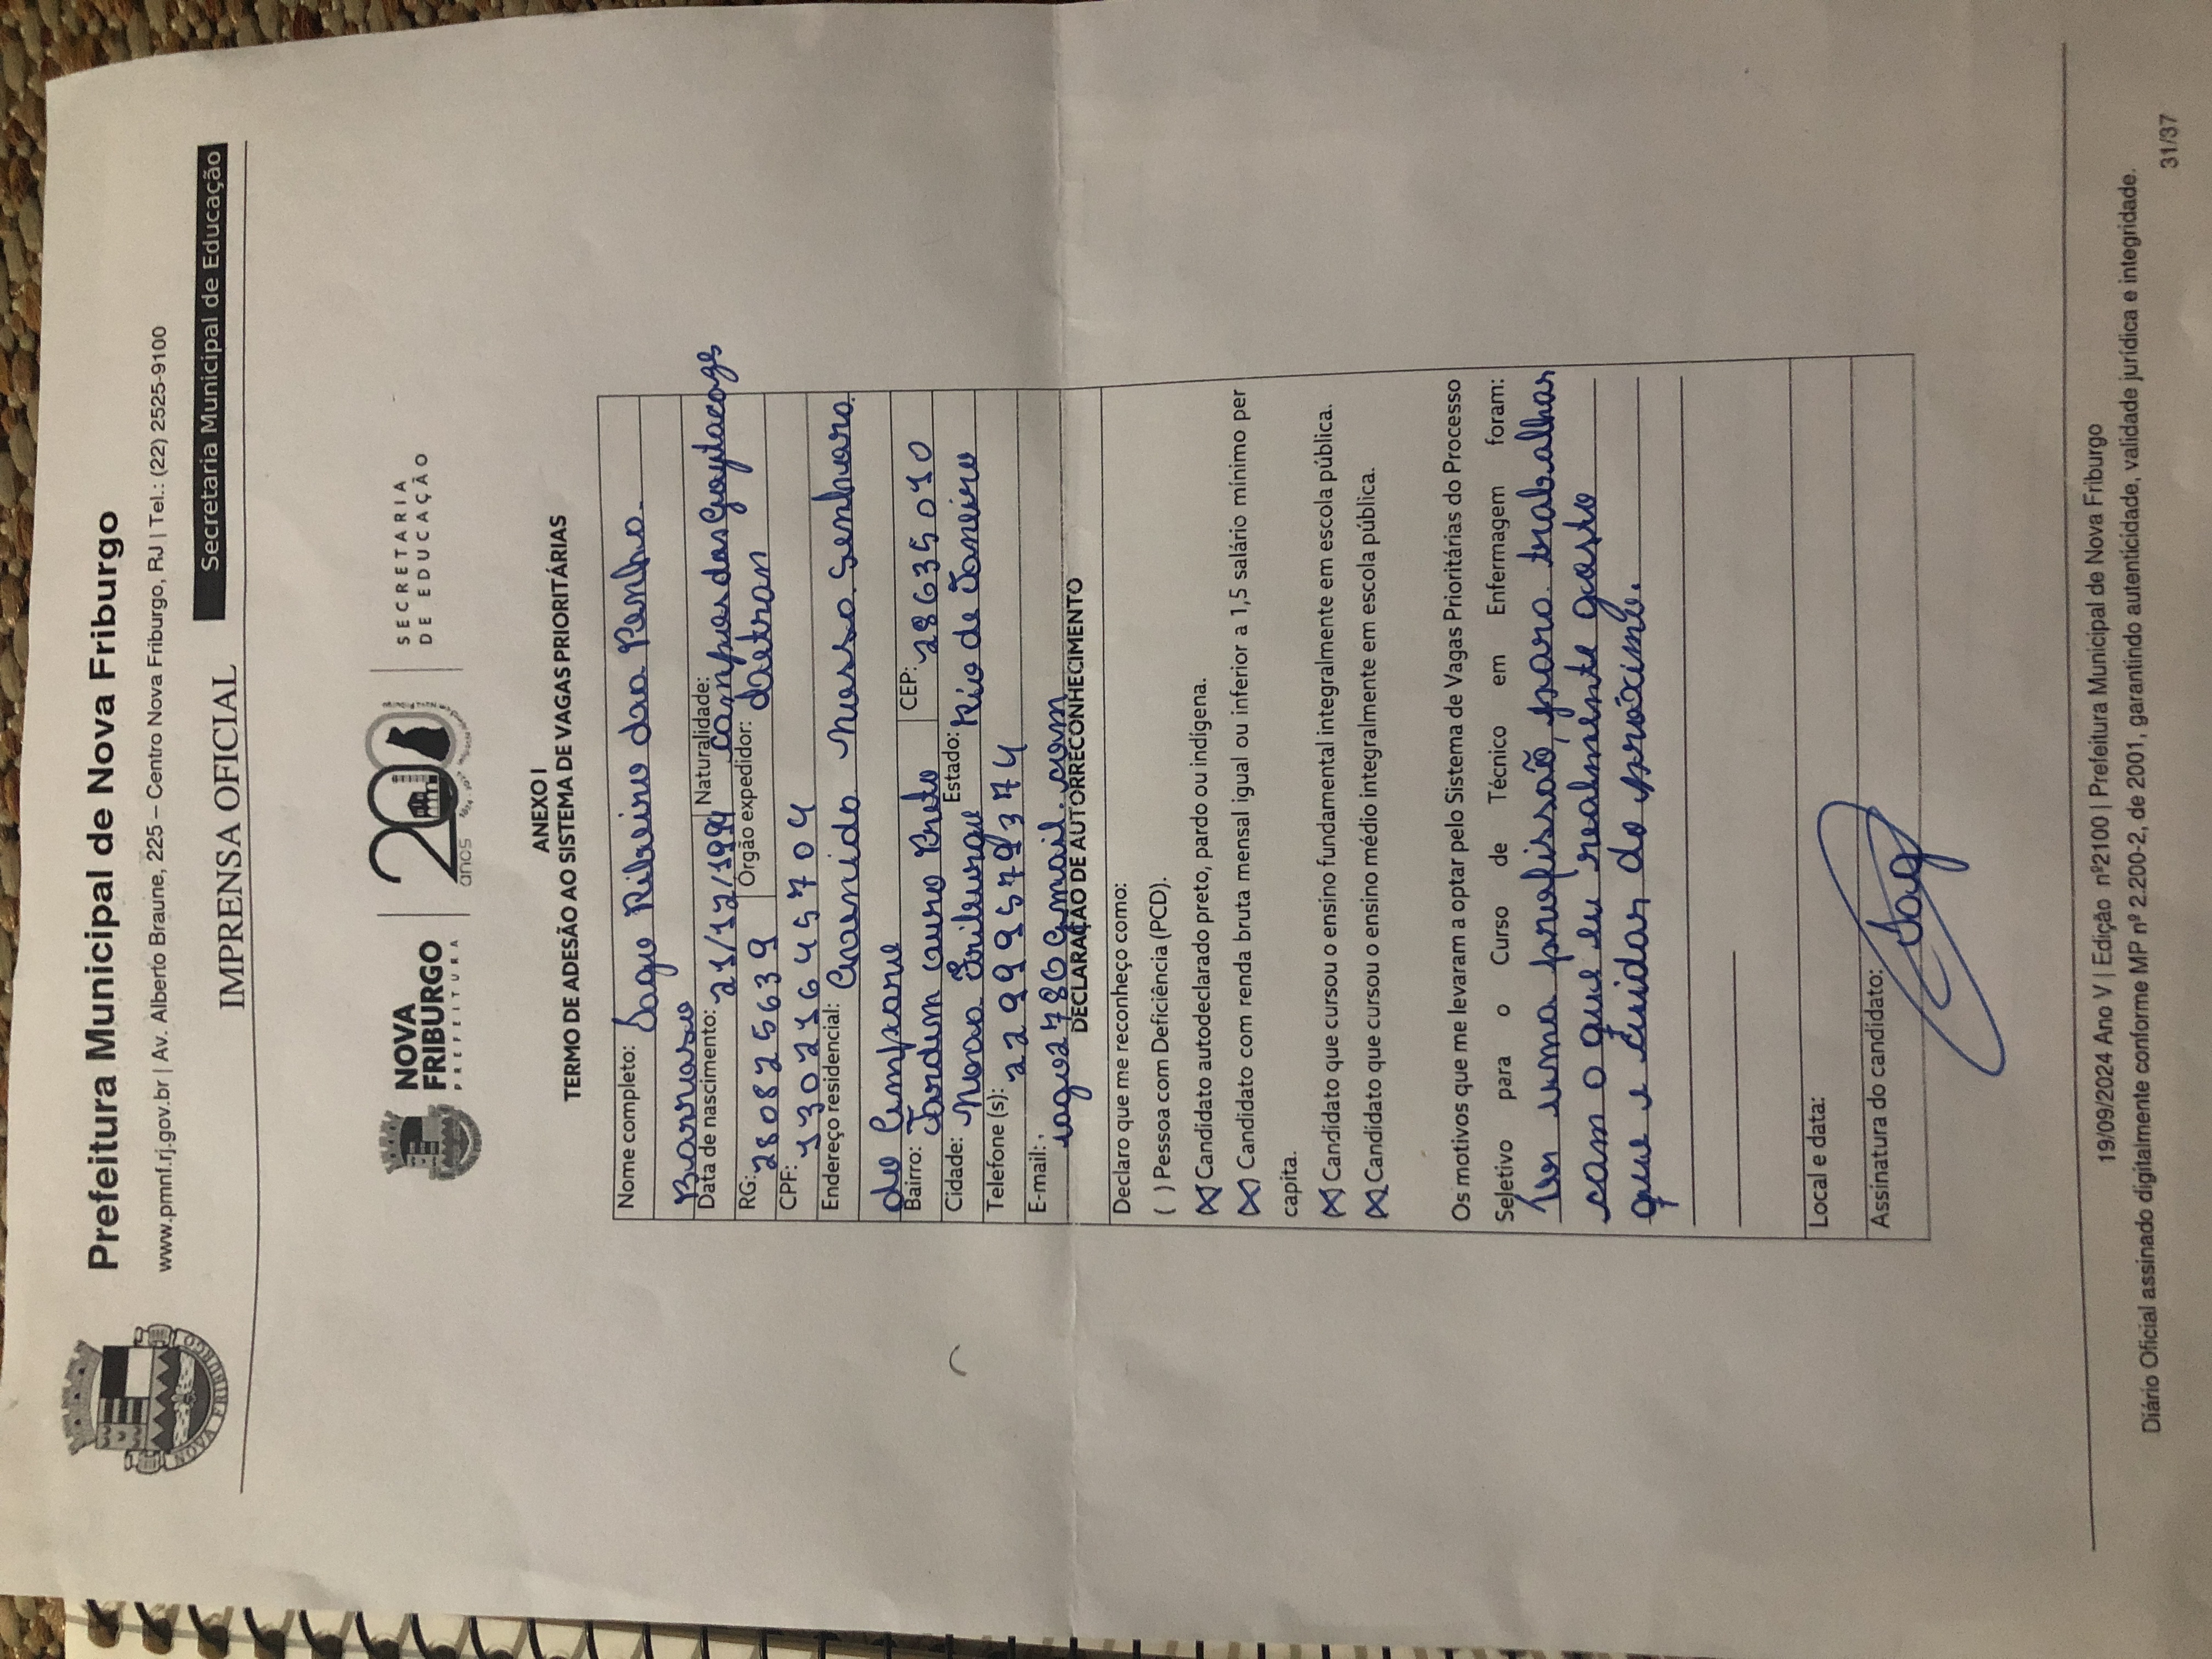 Prefeitura Municipal de Nova Friburgo
www.pmnf.rj.gov.br | Av. Alberto Braune, 225 – Centro Nova Friburgo, RJ | Tel.: (22) 2525-9100
Secretaria Municipal de Educação
IMPRENSA OFICIAL
NOVA FRIBURGO
NOVA
FRIBURGO
PREFEITURA
200
anos
SECRETARIA
DE EDUCAÇÃO
ANEXO I
TERMO DE ADESÃO AO SISTEMA DE VAGAS PRIORITÁRIAS
Nome completo: Iago Ribeiro da Penha
Barroso
Data de nascimento: 21/12/1994 Naturalidade: campos dos Goytacazes
RG: 280825639 Órgão expedidor: Detran
CPF: 13021645704
Endereço residencial: Avenida Nossa Senhora
do Amparo
Bairro: Jardim ouro Preto CEP: 28635010
Cidade: Nova Friburgo Estado: Rio de Janeiro
Telefone (s): 22999579374
E-mail: iago2780gmail.com
DECLARAÇÃO DE AUTORRECONHECIMENTO
Declaro que me reconheço como:
( ) Pessoa com Deficiência (PCD).
(X) Candidato autodeclarado preto, pardo ou indígena.
(X) Candidato com renda bruta mensal igual ou inferior a 1,5 salário mínimo per
capita.
(X) Candidato que cursou o ensino fundamental integralmente em escola pública.
(X) Candidato que cursou o ensino médio integralmente em escola pública.
Os motivos que me levaram a optar pelo Sistema de Vagas Prioritárias do Processo
Seletivo para o Curso de Técnico em Enfermagem foram:
Ter uma profissão, para trabalhar
com o que eu realmente gosto
que e cuidar do próximo.
Local e data:
Assinatura do candidato: Iag
19/09/2024 Ano V | Edição nº2100 | Prefeitura Municipal de Nova Friburgo
Diário Oficial assinado digitalmente conforme MP nº 2.200-2, de 2001, garantindo autenticidade, validade jurídica e integridade.
31/37